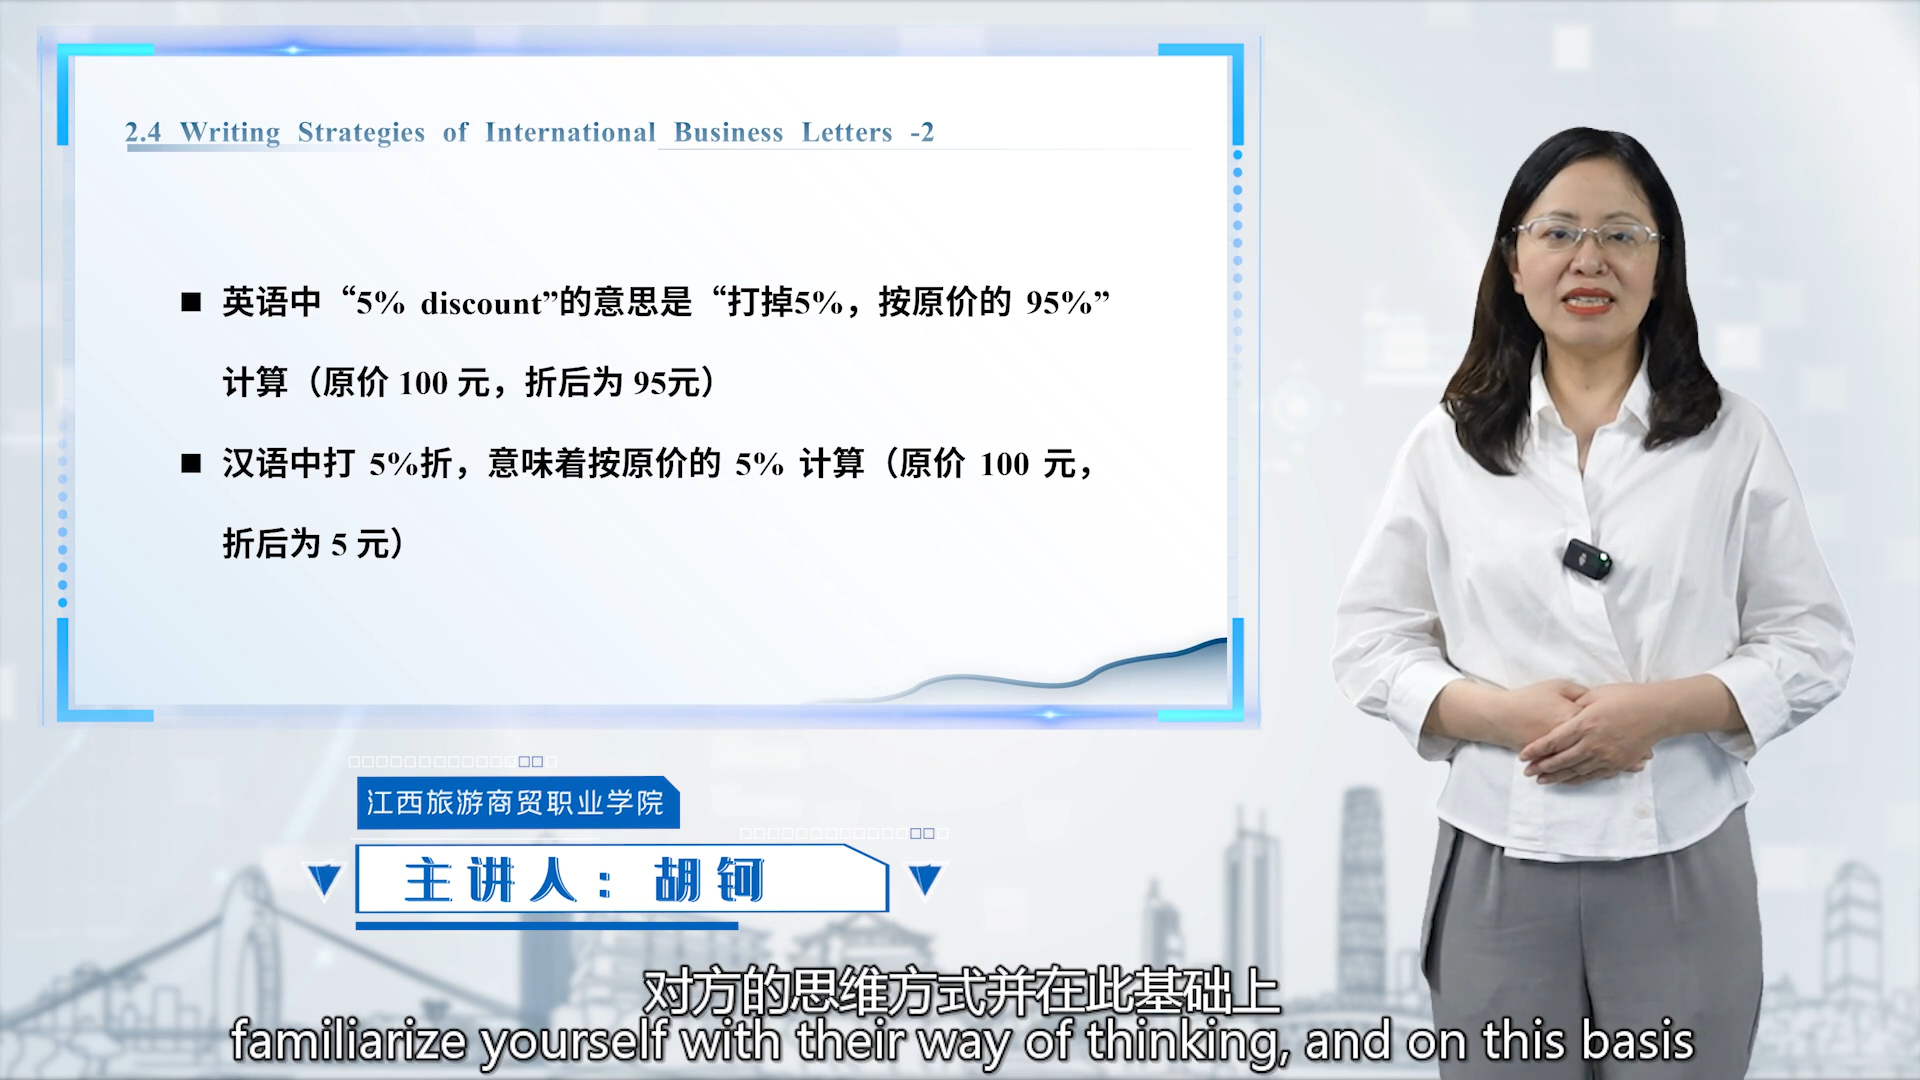 2.4 Writing Strategies of International Business Letters -2
■ 英语中“5% discount”的意思是“打掉5%，按原价的 95%”
计算（原价 100 元，折后为 95元）
■ 汉语中打 5%折，意味着按原价的 5% 计算（原价 100 元，
折后为 5 元）
江西旅游商贸职业学院
主讲人：胡钶
对方的思维方式并在此基础上
familiarize yourself with their way of thinking, and on this basis